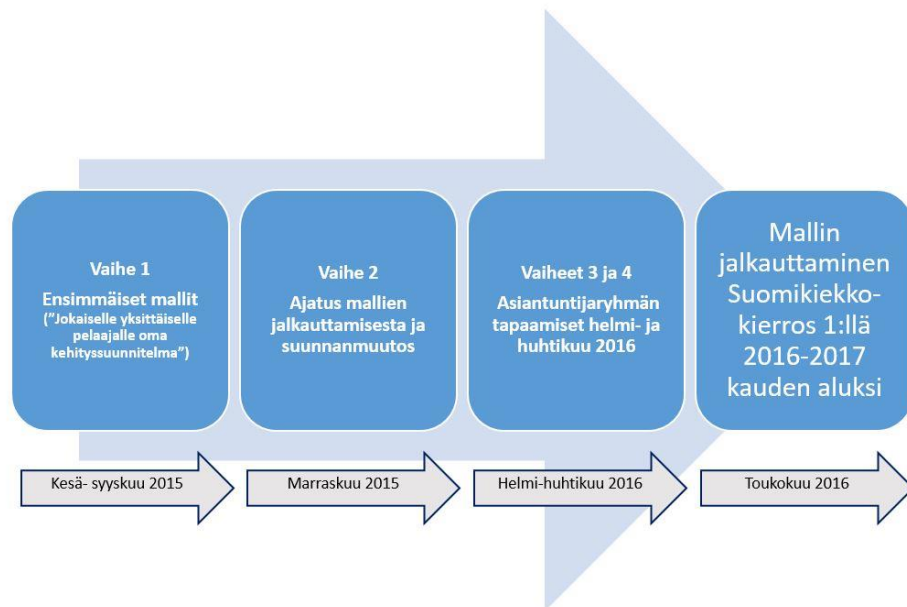 Vaihe 1
Ensimmäiset mallit
("Jokaiselle yksittäiselle
pelaajalle oma
kehityssuunnitelma")
Vaihe 2
Ajatus mallien
jalkauttamisesta ja
suunnanmuutos
Vaiheet 3 ja 4
Asiantuntijaryhmän
tapaamiset helmi- ja
huhtikuu 2016
Mallin
jalkauttaminen
Suomikiekko-
kierros 1:llä
2016-2017
kauden aluksi
Kesä- syyskuu 2015
Marraskuu 2015
Helmi-huhtikuu 2016
Toukokuu 2016